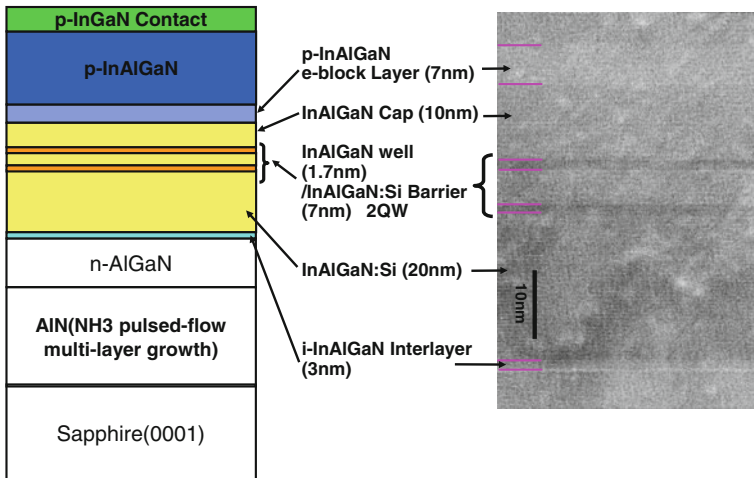 p-InGaN Contact
p-InAlGaN
n-AlGaN
AlN(NH3 pulsed-flow
multi-layer growth)
Sapphire(0001)
p-InAlGaN
e-block Layer (7nm)
InAlGaN Cap (10nm)
InAlGaN well
(1.7nm)
/InAlGaN:Si Barrier
(7nm) 2QW
InAlGaN:Si (20nm)
i-InAlGaN Interlayer
(3nm)
10nm